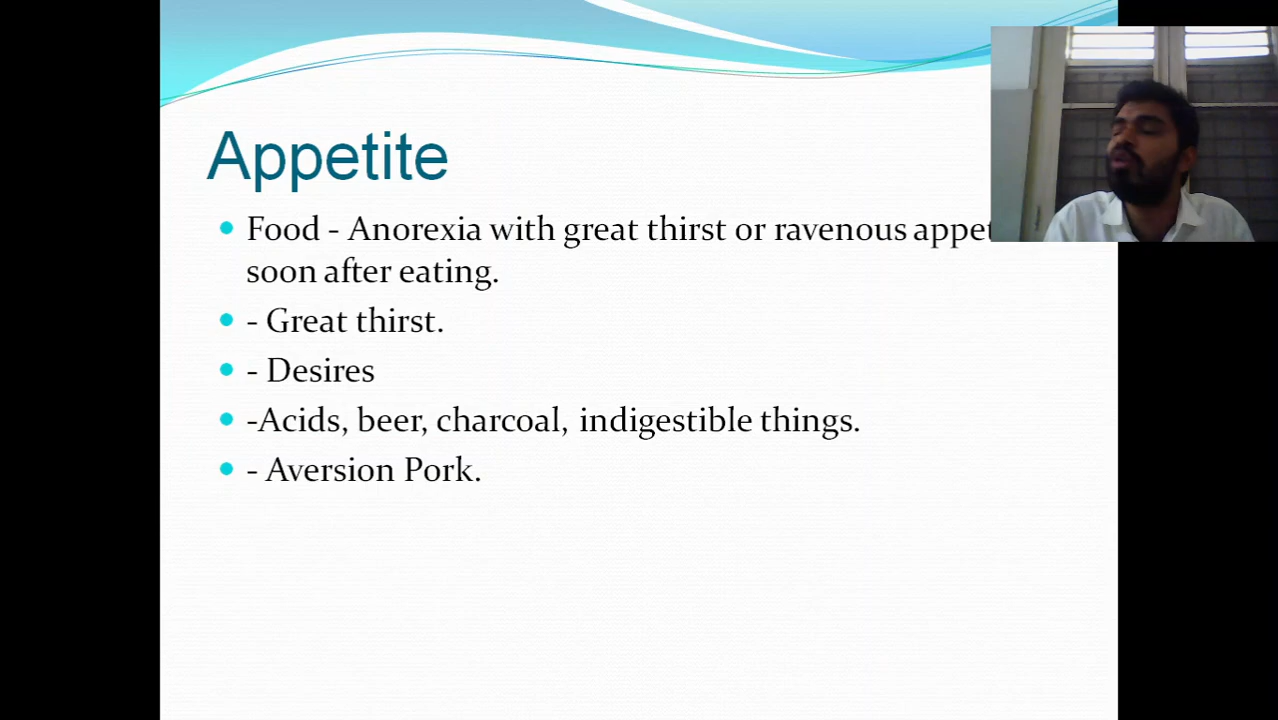 Appetite
Food - Anorexia with great thirst or ravenous
soon after eating.
- Great thirst.
- Desires
-Acids, beer, charcoal, indigestible things.
- Aversion Pork.